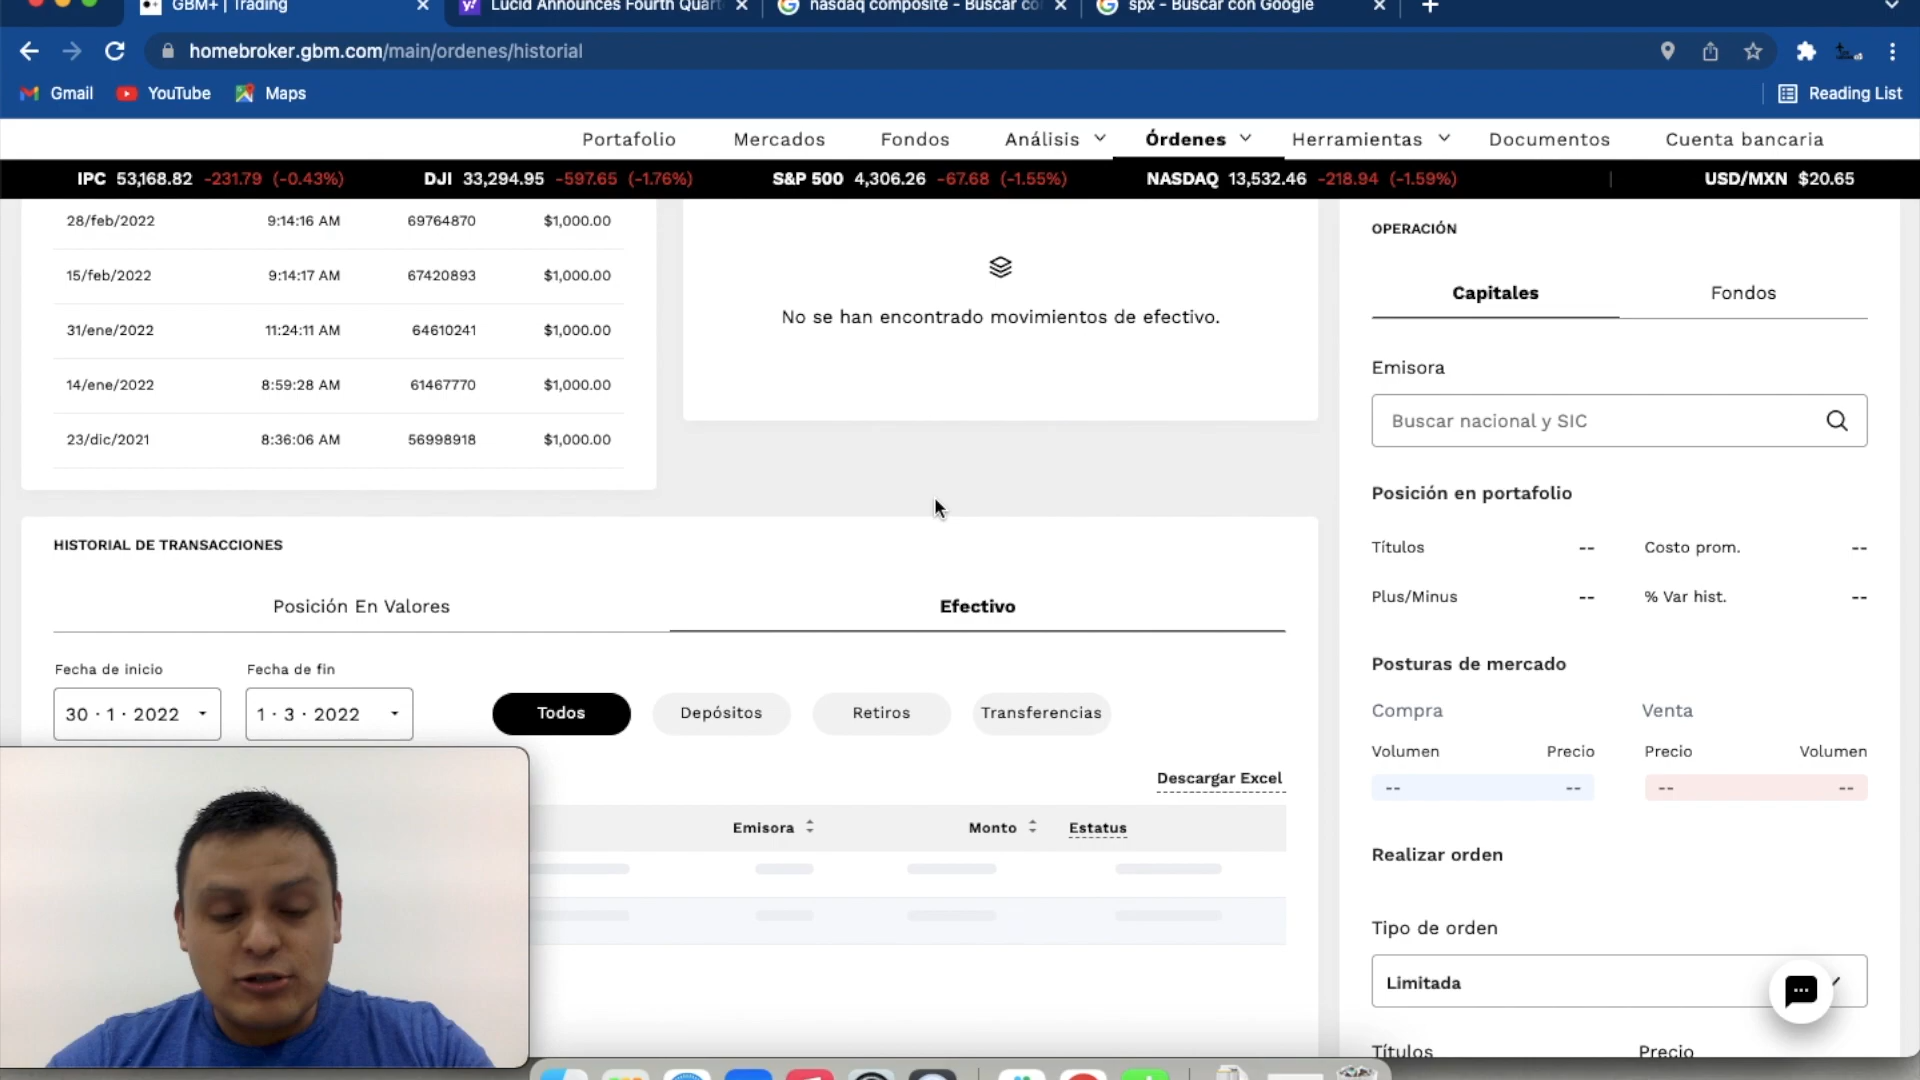 GBM+ | Trading
Lucid Announces Fourth Quart
nasdaq composite - Buscar co
spx - Buscar con Google
homebroker.gbm.com/main/ordenes/historial
Gmail
YouTube
Maps
Reading List
Portafolio
Mercados
Fondos
Análisis
Órdenes
Herramientas
Documentos
Cuenta bancaria
IPC 53,168.82 -231.79 (-0.43%)
DJI 33,294.95 -597.65 (-1.76%)
S&P 500 4,306.26 -67.68 (-1.55%)
NASDAQ 13,532.46 -218.94 (-1.59%)
USD/MXN $20.65
28/feb/2022 9:14:16 AM 69764870 $1,000.00
15/feb/2022 9:14:17 AM 67420893 $1,000.00
31/ene/2022 11:24:11 AM 64610241 $1,000.00
14/ene/2022 8:59:28 AM 61467770 $1,000.00
23/dic/2021 8:36:06 AM 56998918 $1,000.00
No se han encontrado movimientos de efectivo.
HISTORIAL DE TRANSACCIONES
Posición En Valores
Efectivo
Fecha de inicio
Fecha de fin
30 · 1 · 2022
1 · 3 · 2022
Todos
Depósitos
Retiros
Transferencias
Descargar Excel
Emisora
Monto
Estatus
OPERACIÓN
Capitales
Fondos
Emisora
Buscar nacional y SIC
Posición en portafolio
Títulos --
Costo prom. --
Plus/Minus --
% Var hist. --
Posturas de mercado
Compra
Venta
Volumen Precio
Precio Volumen
-- --
-- --
Realizar orden
Tipo de orden
Limitada
Títulos
Precio